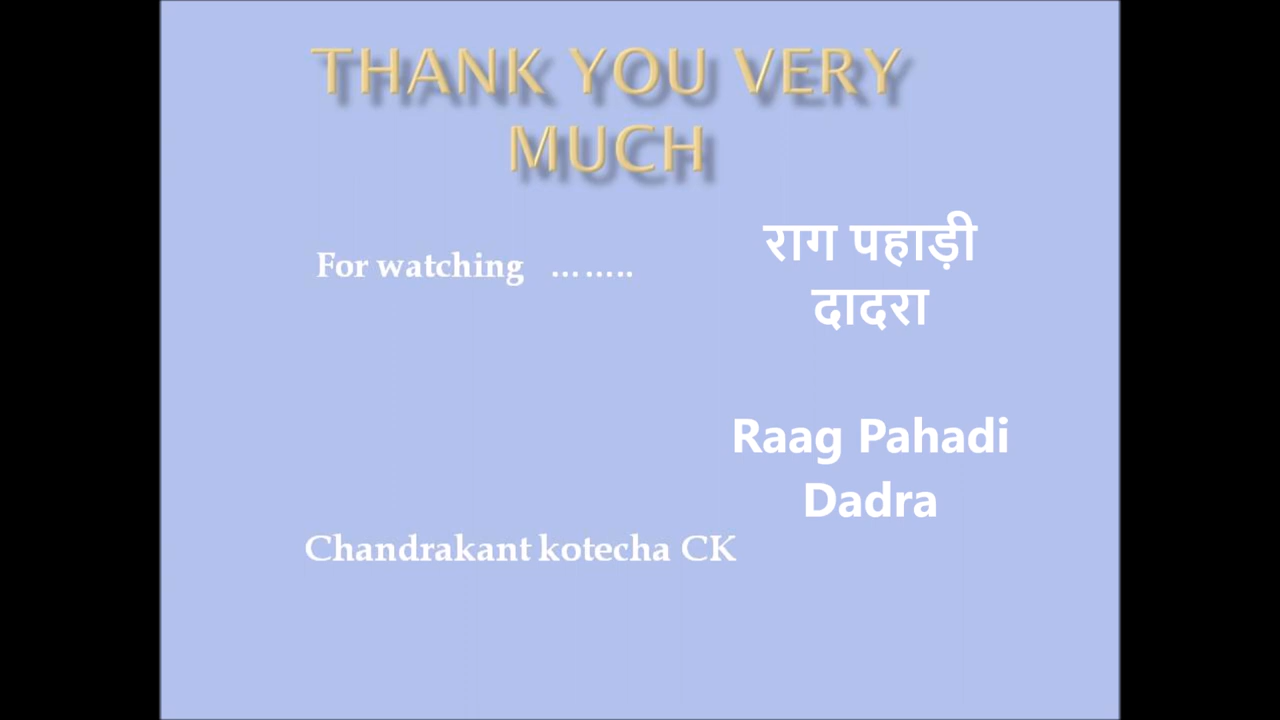 THANK YOU VERY
MUCH
For watching ……..
राग पहाड़ी
दादरा
Raag Pahadi
Dadra
Chandrakant kotecha CK